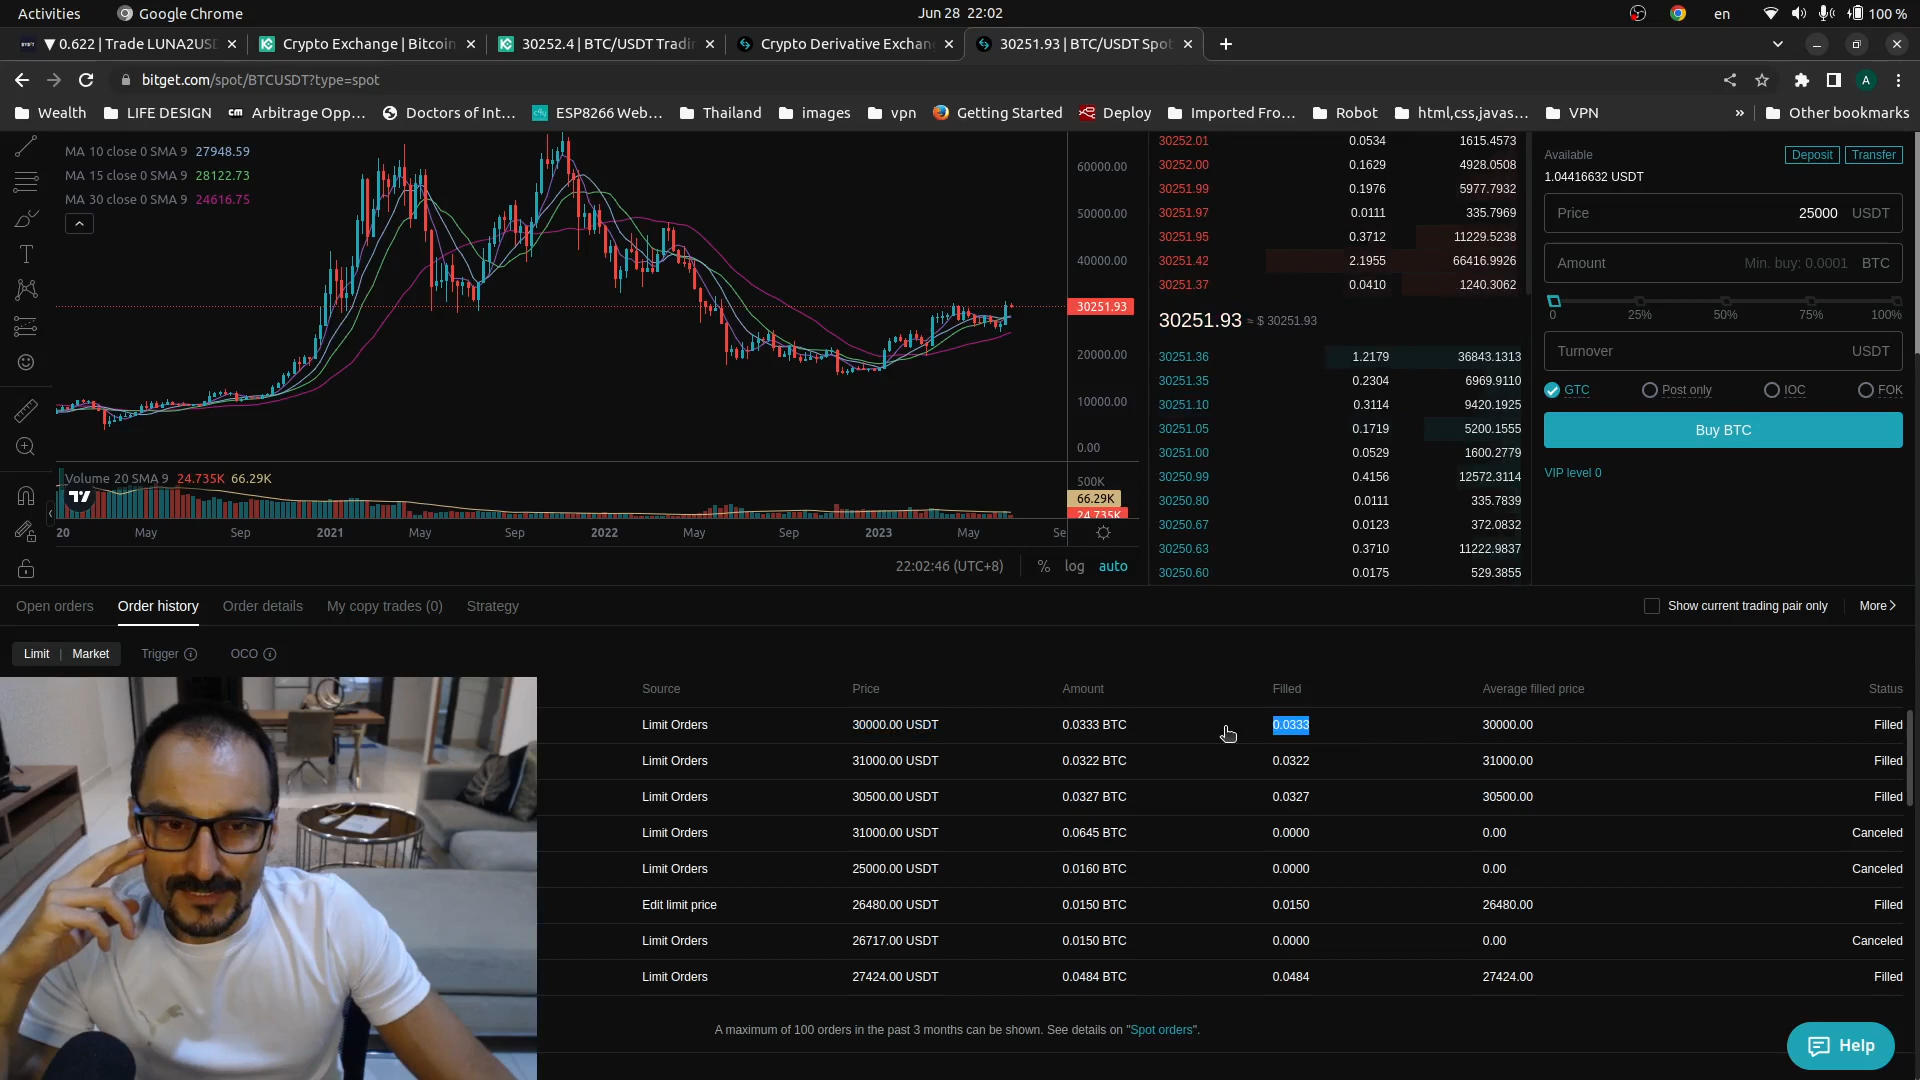 Activities
Google Chrome
Jun 28 22:02
en
100 %
▼ 0.622 | Trade LUNA2USD
Crypto Exchange | Bitcoin
30252.4 | BTC/USDT Tradin
Crypto Derivative Exchan
30251.93 | BTC/USDT Spot
bitget.com/spot/BTCUSDT?type=spot
A
Wealth
LIFE DESIGN
Arbitrage Opp...
Doctors of Int...
ESP8266 Web...
Thailand
images
vpn
Getting Started
Deploy
Imported Fro...
Robot
html,css,javas...
VPN
»
Other bookmarks
MA 10 close 0 SMA 9 27948.59
MA 15 close 0 SMA 9 28122.73
MA 30 close 0 SMA 9 24616.75
60000.00
50000.00
40000.00
30251.93
20000.00
10000.00
0.00
Volume 20 SMA 9 24.735K 66.29K
500K
66.29K
24.735K
20 May Sep 2021 May Sep 2022 May Sep 2023 May Se
22:02:46 (UTC+8)
% log auto
30252.01 0.0534 1615.4573
30252.00 0.1629 4928.0508
30251.99 0.1976 5977.7932
30251.97 0.0111 335.7969
30251.95 0.3712 11229.5238
30251.42 2.1955 66416.9926
30251.37 0.0410 1240.3062
30251.93 ≈ $ 30251.93
30251.36 1.2179 36843.1313
30251.35 0.2304 6969.9110
30251.10 0.3114 9420.1925
30251.05 0.1719 5200.1555
30251.00 0.0529 1600.2779
30250.99 0.4156 12572.3114
30250.80 0.0111 335.7839
30250.67 0.0123 372.0832
30250.63 0.3710 11222.9837
30250.60 0.0175 529.3855
Available
Deposit
Transfer
1.04416632 USDT
Price 25000 USDT
Amount Min. buy: 0.0001 BTC
0 25% 50% 75% 100%
Turnover USDT
GTC Post only IOC FOK
Buy BTC
VIP level 0
Open orders
Order history
Order details
My copy trades (0)
Strategy
Show current trading pair only
More
Limit | Market
Trigger
OCO
Source Price Amount Filled Average filled price Status
Limit Orders 30000.00 USDT 0.0333 BTC 0.0333 30000.00 Filled
Limit Orders 31000.00 USDT 0.0322 BTC 0.0322 31000.00 Filled
Limit Orders 30500.00 USDT 0.0327 BTC 0.0327 30500.00 Filled
Limit Orders 31000.00 USDT 0.0645 BTC 0.0000 0.00 Canceled
Limit Orders 25000.00 USDT 0.0160 BTC 0.0000 0.00 Canceled
Edit limit price 26480.00 USDT 0.0150 BTC 0.0150 26480.00 Filled
Limit Orders 26717.00 USDT 0.0150 BTC 0.0000 0.00 Canceled
Limit Orders 27424.00 USDT 0.0484 BTC 0.0484 27424.00 Filled
A maximum of 100 orders in the past 3 months can be shown. See details on "Spot orders".
Help